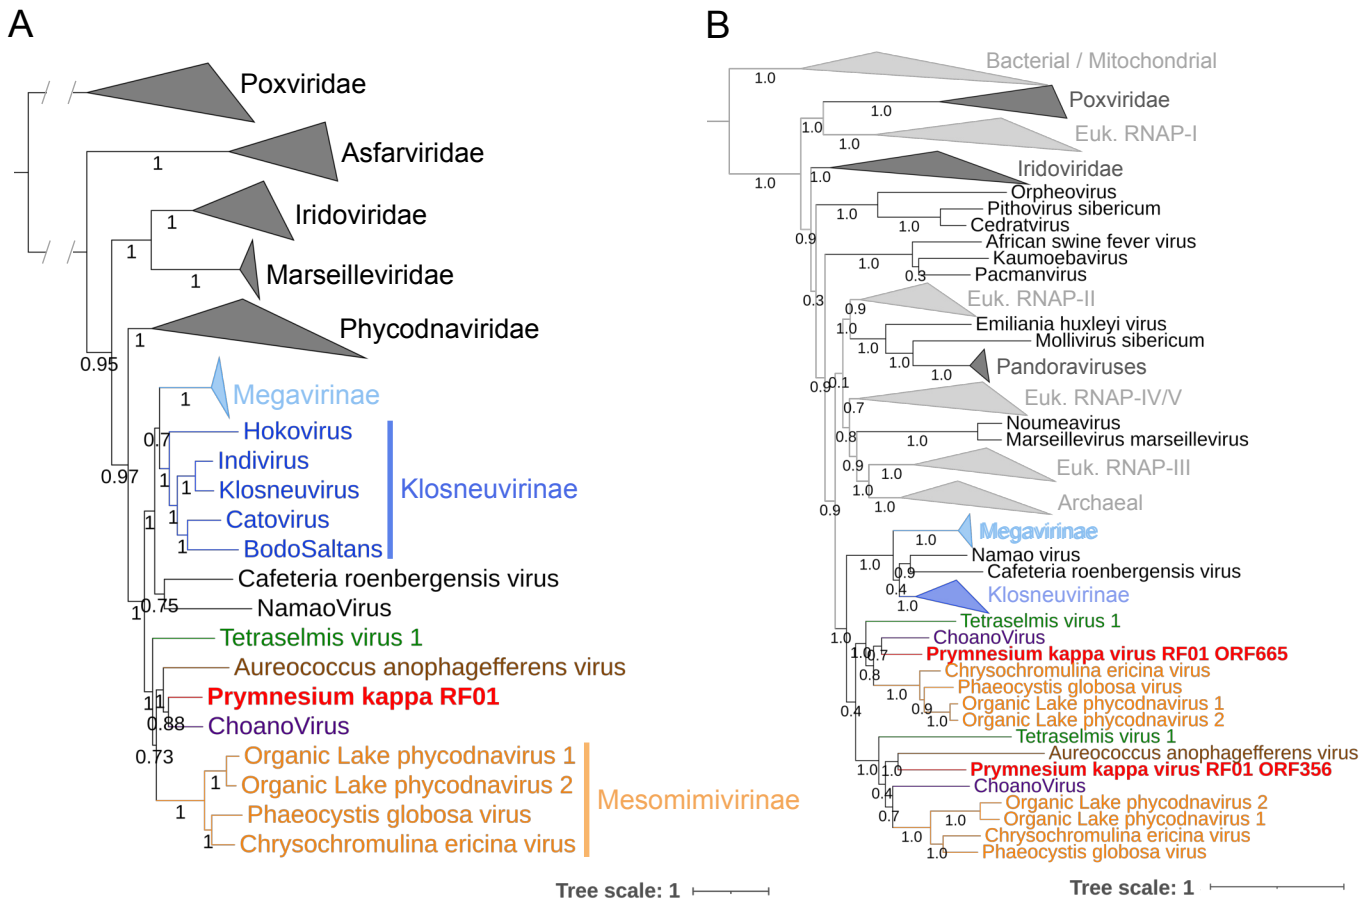 A
Poxviridae
1
Asfarviridae
1
Iridoviridae
1
1
Marseilleviridae
Phycodnaviridae
1
0.95
Megavirinae
1
Hokovirus
0.7
Indivirus
0.97
1
1
Klosneuvirus
Klosneuvirinae
Catovirus
1
1
BodoSaltans
1
Cafeteria roenbergensis virus
NamaoVirus
1
0.75
Tetraselmis virus 1
Aureococcus anophagefferens virus
Prymnesium kappa RF01
1
1
ChoanoVirus
0.88
0.73
Organic Lake phycodnavirus 1
Organic Lake phycodnavirus 2
1
Mesomimivirinae
Phaeocystis globosa virus
1
Chrysochromulina ericina virus
1
Tree scale: 1
B
Bacterial / Mitochondrial
1.0
Poxviridae
1.0
1.0
Euk. RNAP-I
1.0
Iridoviridae
1.0
1.0
Orpheovirus
Pithovirus sibericum
1.0
Cedratvirus
1.0
African swine fever virus
0.9
Kaumoebavirus
1.0
Pacmanvirus
0.3
Euk. RNAP-II
0.3
0.9
Emiliania huxleyi virus
1.0
Mollivirus sibericum
1.0
1.0
Pandoraviruses
1.0
0.9
0.1
Euk. RNAP-IV/V
0.7
Noumeavirus
0.8
1.0
Marseillevirus marseillevirus
0.9
Euk. RNAP-III
1.0
1.0
Archaeal
1.0
0.9
Megavirinae
1.0
Namao virus
1.0
Cafeteria roenbergensis virus
0.9
0.4
Klosneuvirinae
1.0
Tetraselmis virus 1
1.0
ChoanoVirus
1.0
0.7
Prymnesium kappa virus RF01 ORF665
0.8
Chrysochromulina ericina virus
1.0
Phaeocystis globosa virus
0.9
Organic Lake phycodnavirus 1
0.4
1.0
Organic Lake phycodnavirus 2
Tetraselmis virus 1
Aureococcus anophagefferens virus
1.0
1.0
Prymnesium kappa virus RF01 ORF356
0.4
ChoanoVirus
Organic Lake phycodnavirus 2
0.7
1.0
Organic Lake phycodnavirus 1
1.0
Chrysochromulina ericina virus
1.0
Phaeocystis globosa virus
Tree scale: 1